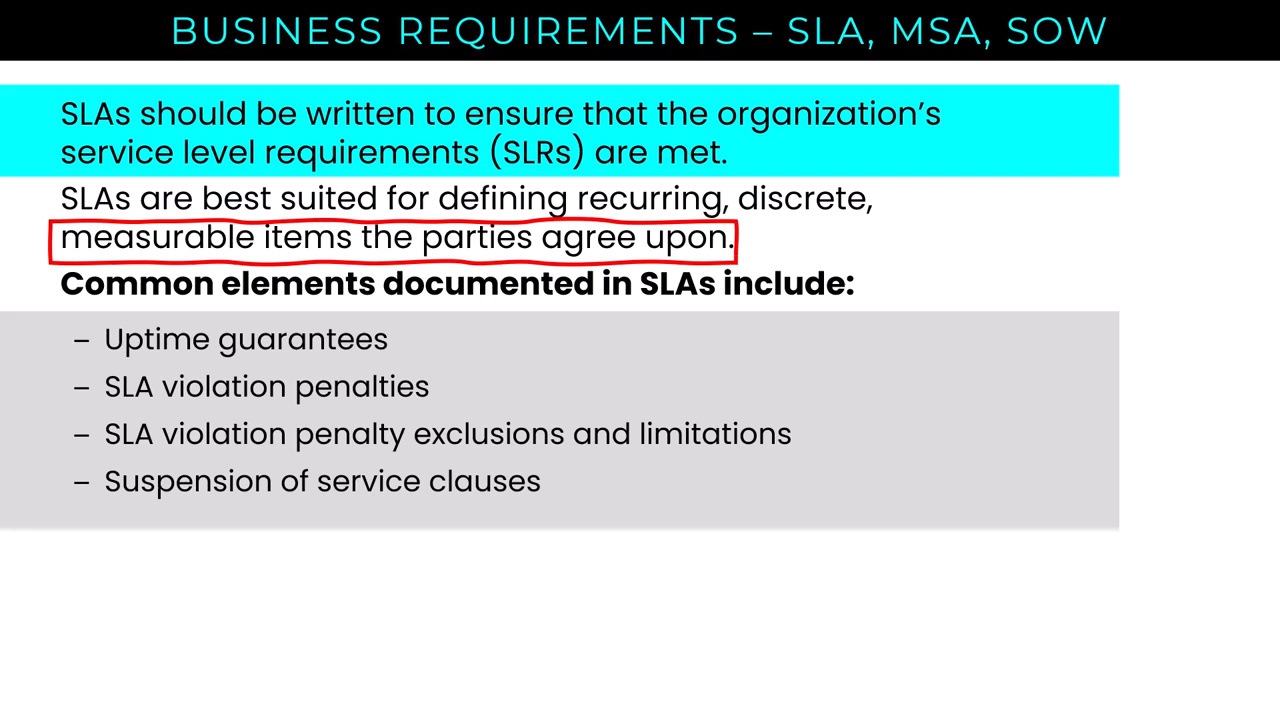 BUSINESS REQUIREMENTS – SLA, MSA, SOW
SLAs should be written to ensure that the organization’s
service level requirements (SLRs) are met.
SLAs are best suited for defining recurring, discrete,
measurable items the parties agree upon.
Common elements documented in SLAs include:
– Uptime guarantees
– SLA violation penalties
– SLA violation penalty exclusions and limitations
– Suspension of service clauses